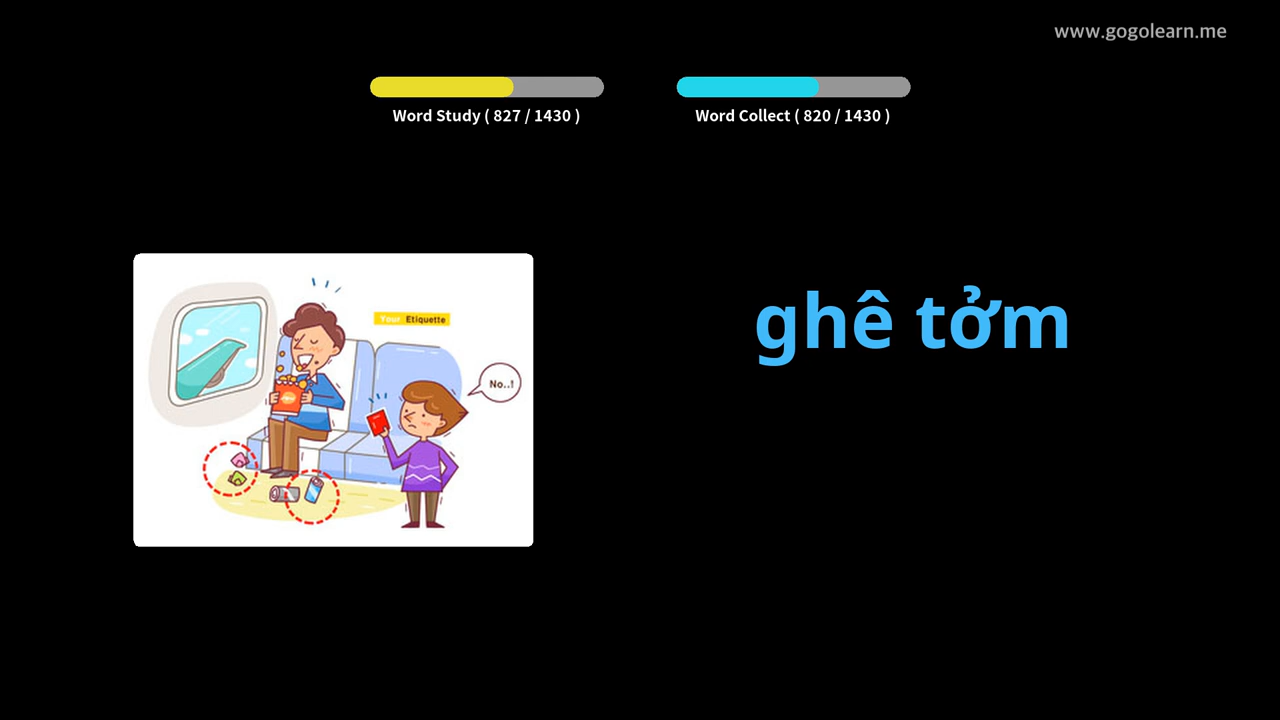 www.gogolearn.me
Word Study ( 827 / 1430 )
Word Collect ( 820 / 1430 )
Your Etiquette
No..!
ghê tởm